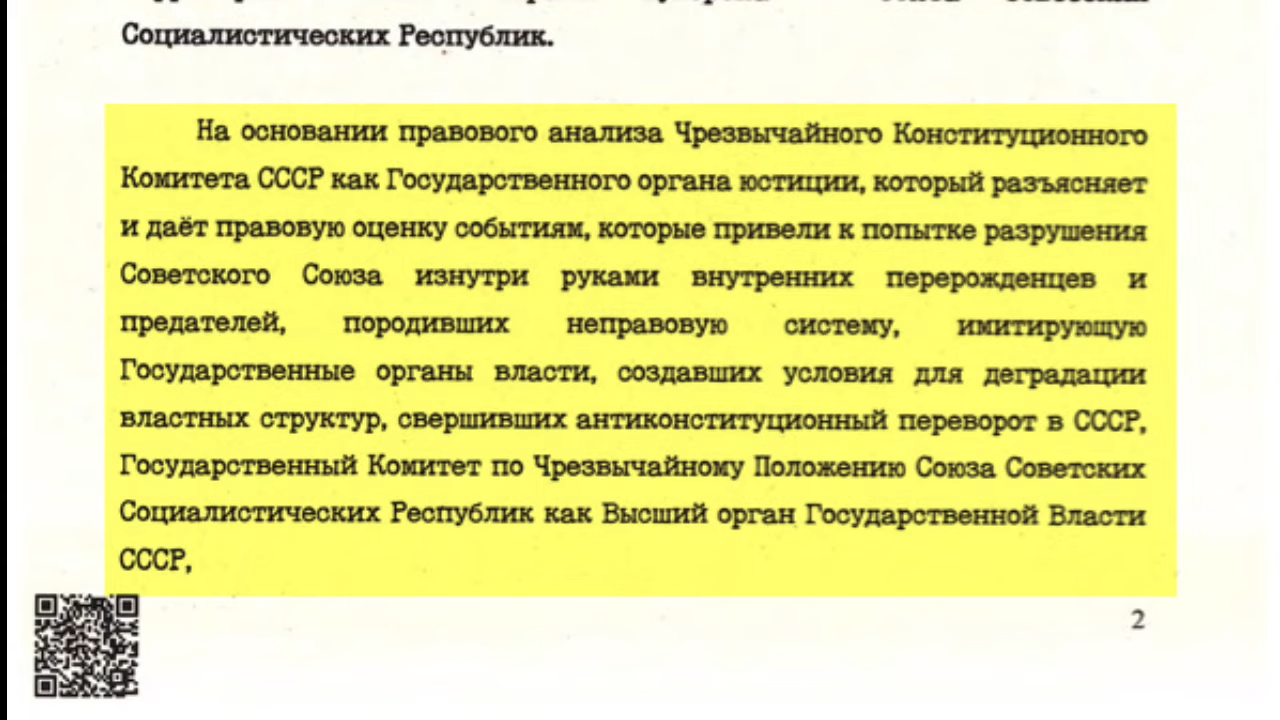 Социалистических Республик.
На основании правового анализа Чрезвычайного Конституционного
Комитета СССР как Государственного органа юстиции, который разъясняет
и даёт правовую оценку событиям, которые привели к попытке разрушения
Советского Союза изнутри руками внутренних перерожденцев и
предателей, породивших неправовую систему, имитирующую
Государственные органы власти, создавших условия для деградации
властных структур, свершивших антиконституционный переворот в СССР,
Государственный Комитет по Чрезвычайному Положению Союза Советских
Социалистических Республик как Высший орган Государственной Власти
СССР,
2